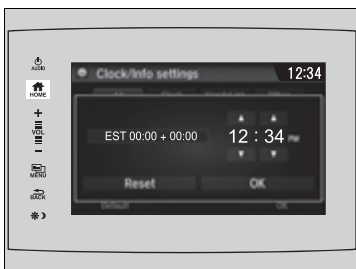 AUDIO
HOME
+
VOL
-
MENU
BACK
Clock/Info settings 12:34
EST 00:00 + 00:00 12 : 34 PM
Reset OK
Default OK